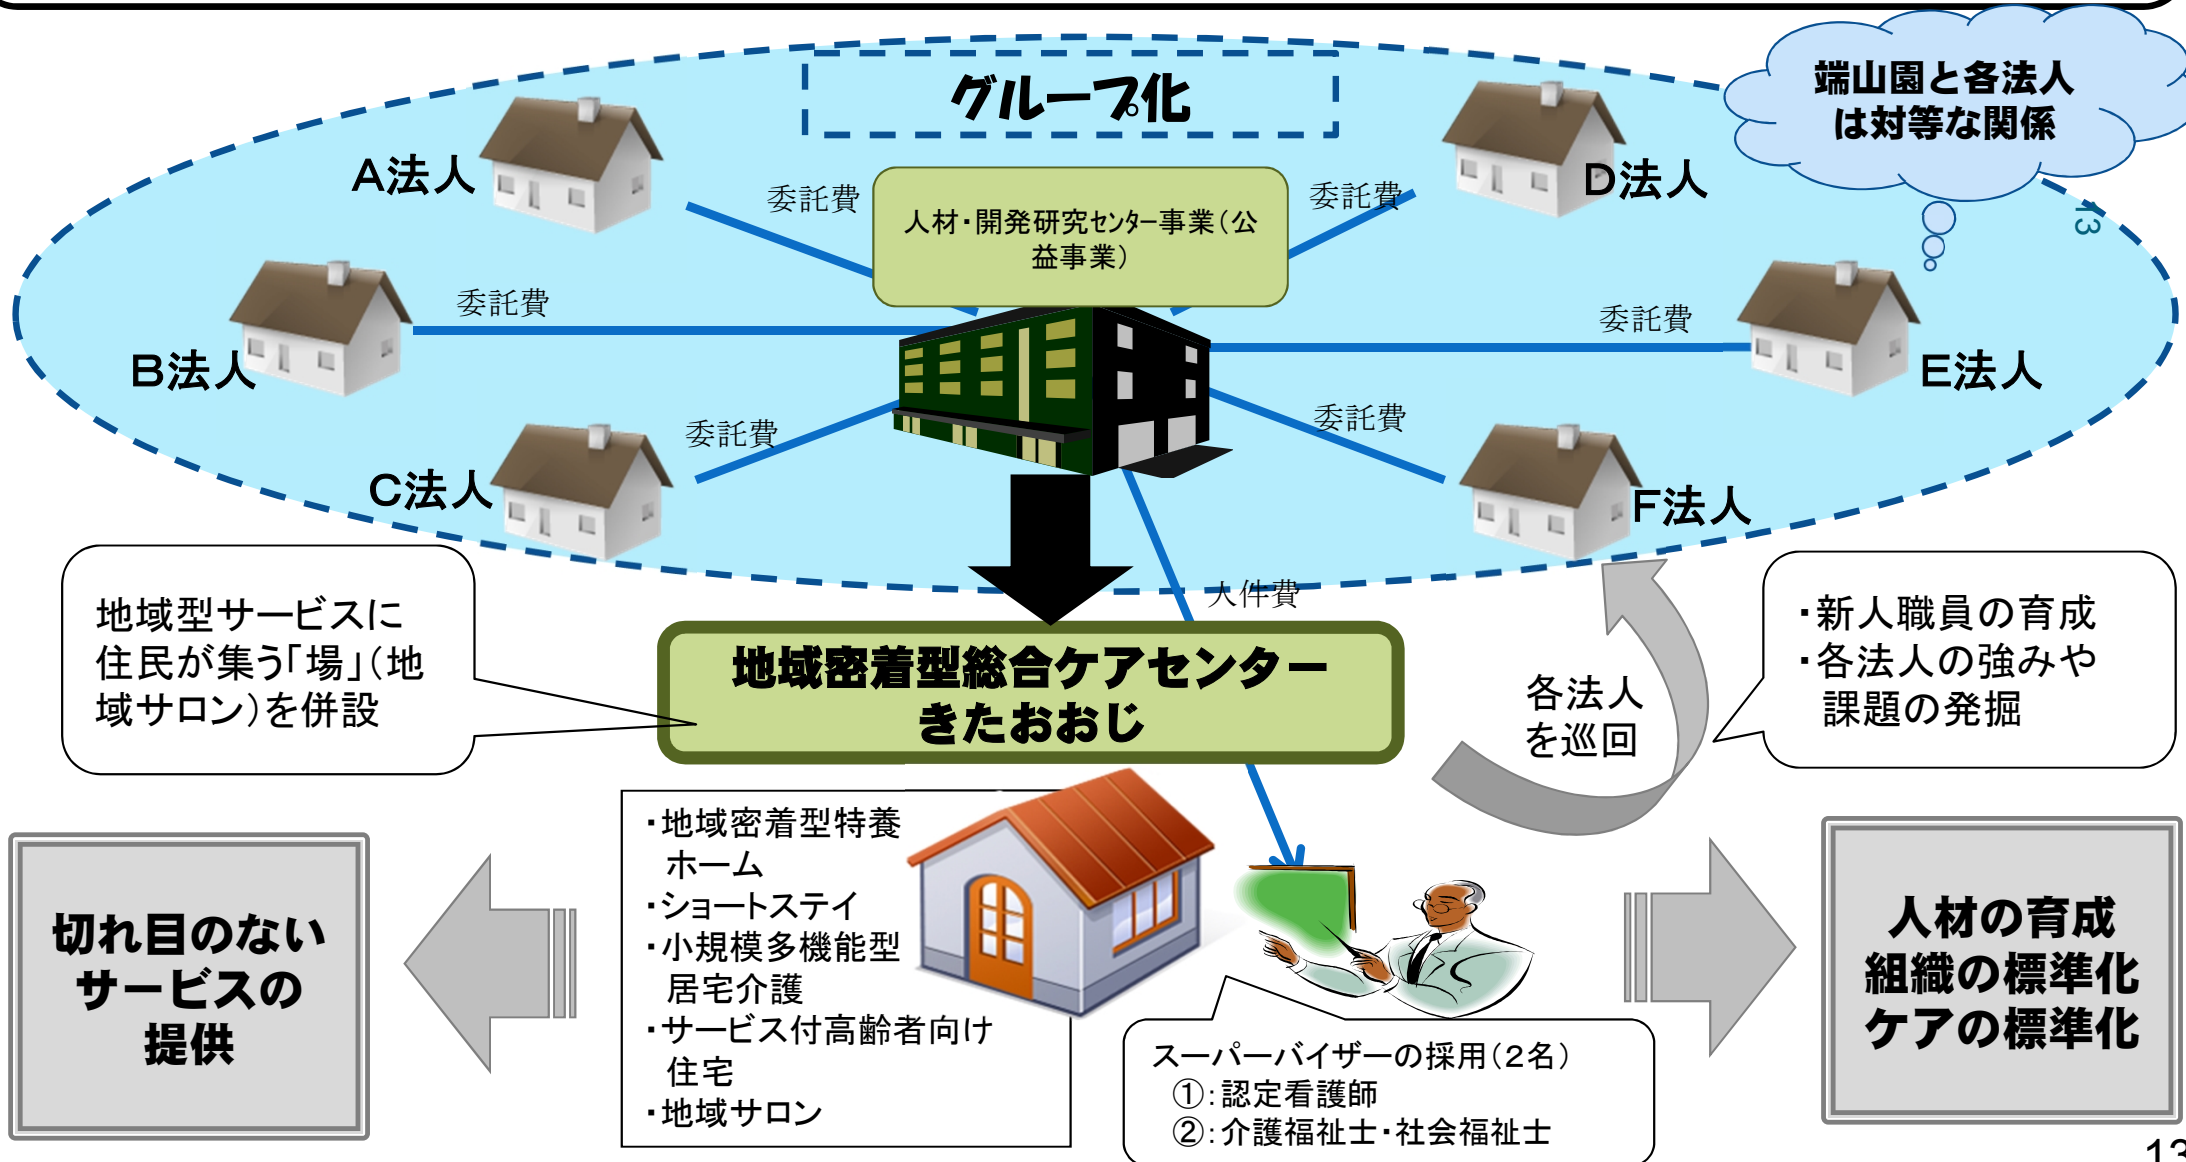 グループ化
端山園と各法人
は対等な関係
A法人
委託費
人材・開発研究センター事業(公
益事業)
委託費
D法人
13
B法人
委託費
委託費
E法人
C法人
委託費
委託費
F法人
人件費
地域型サービスに
住民が集う「場」(地
域サロン)を併設
地域密着型総合ケアセンター
きたおおじ
各法人
を巡回
・新人職員の育成
・各法人の強みや
課題の発掘
切れ目のない
サービスの
提供
・地域密着型特養
ホーム
・ショートステイ
・小規模多機能型
居宅介護
・サービス付高齢者向け
住宅
・地域サロン
スーパーバイザーの採用(2名)
①:認定看護師
②:介護福祉士・社会福祉士
人材の育成
組織の標準化
ケアの標準化
13